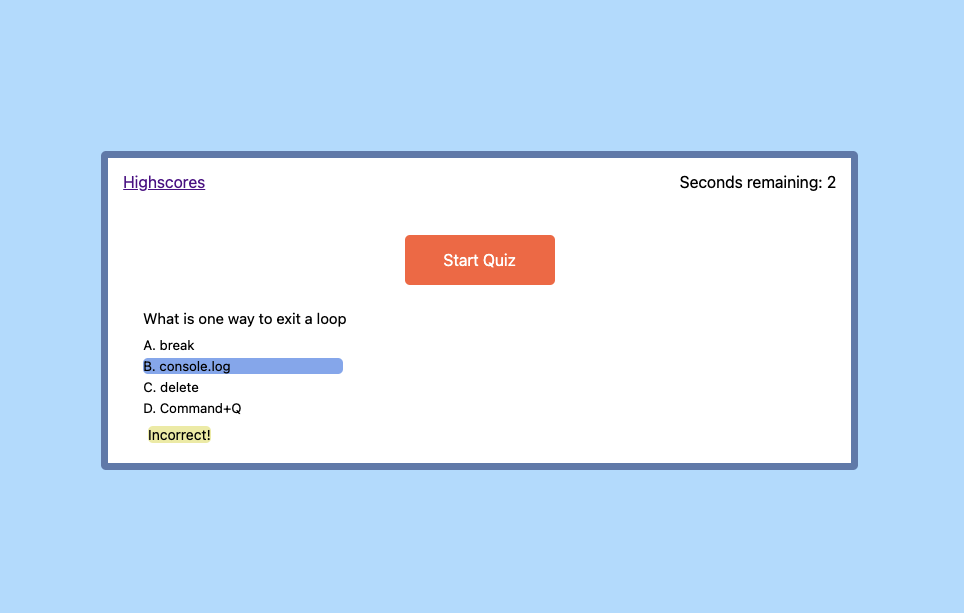 Highscores
Seconds remaining: 2
Start Quiz
What is one way to exit a loop
A. break
B. console.log
C. delete
D. Command+Q
Incorrect!